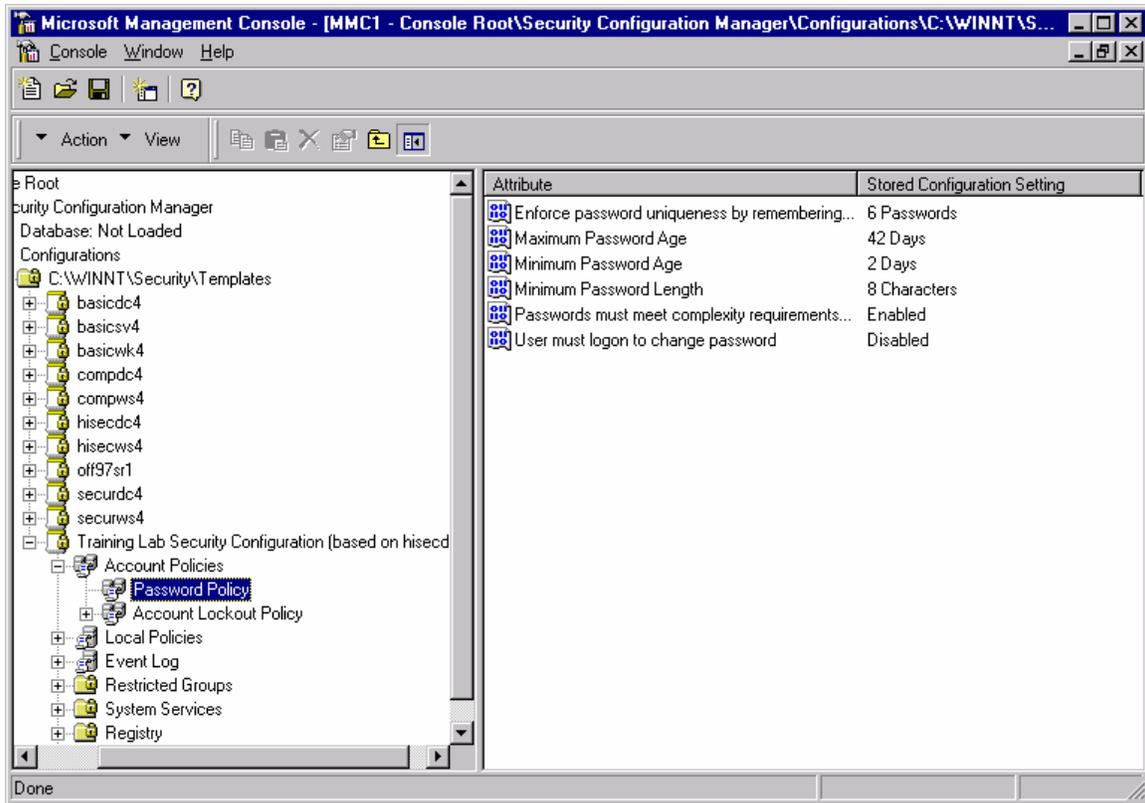 Microsoft Management Console - [MMC1 - Console Root\Security Configuration Manager\Configurations\C:\WINNT\S...
Console Window Help
Action View
e Root
curity Configuration Manager
Database: Not Loaded
Configurations
C:\WINNT\Security\Templates
basicdc4
basicsv4
basicwk4
compdc4
compws4
hisecdc4
hisecws4
off97sr1
securdc4
securws4
Training Lab Security Configuration (based on hisecd
Account Policies
Password Policy
Account Lockout Policy
Local Policies
Event Log
Restricted Groups
System Services
Registry
Attribute Stored Configuration Setting
Enforce password uniqueness by remembering... 6 Passwords
Maximum Password Age 42 Days
Minimum Password Age 2 Days
Minimum Password Length 8 Characters
Passwords must meet complexity requirements... Enabled
User must logon to change password Disabled
Done